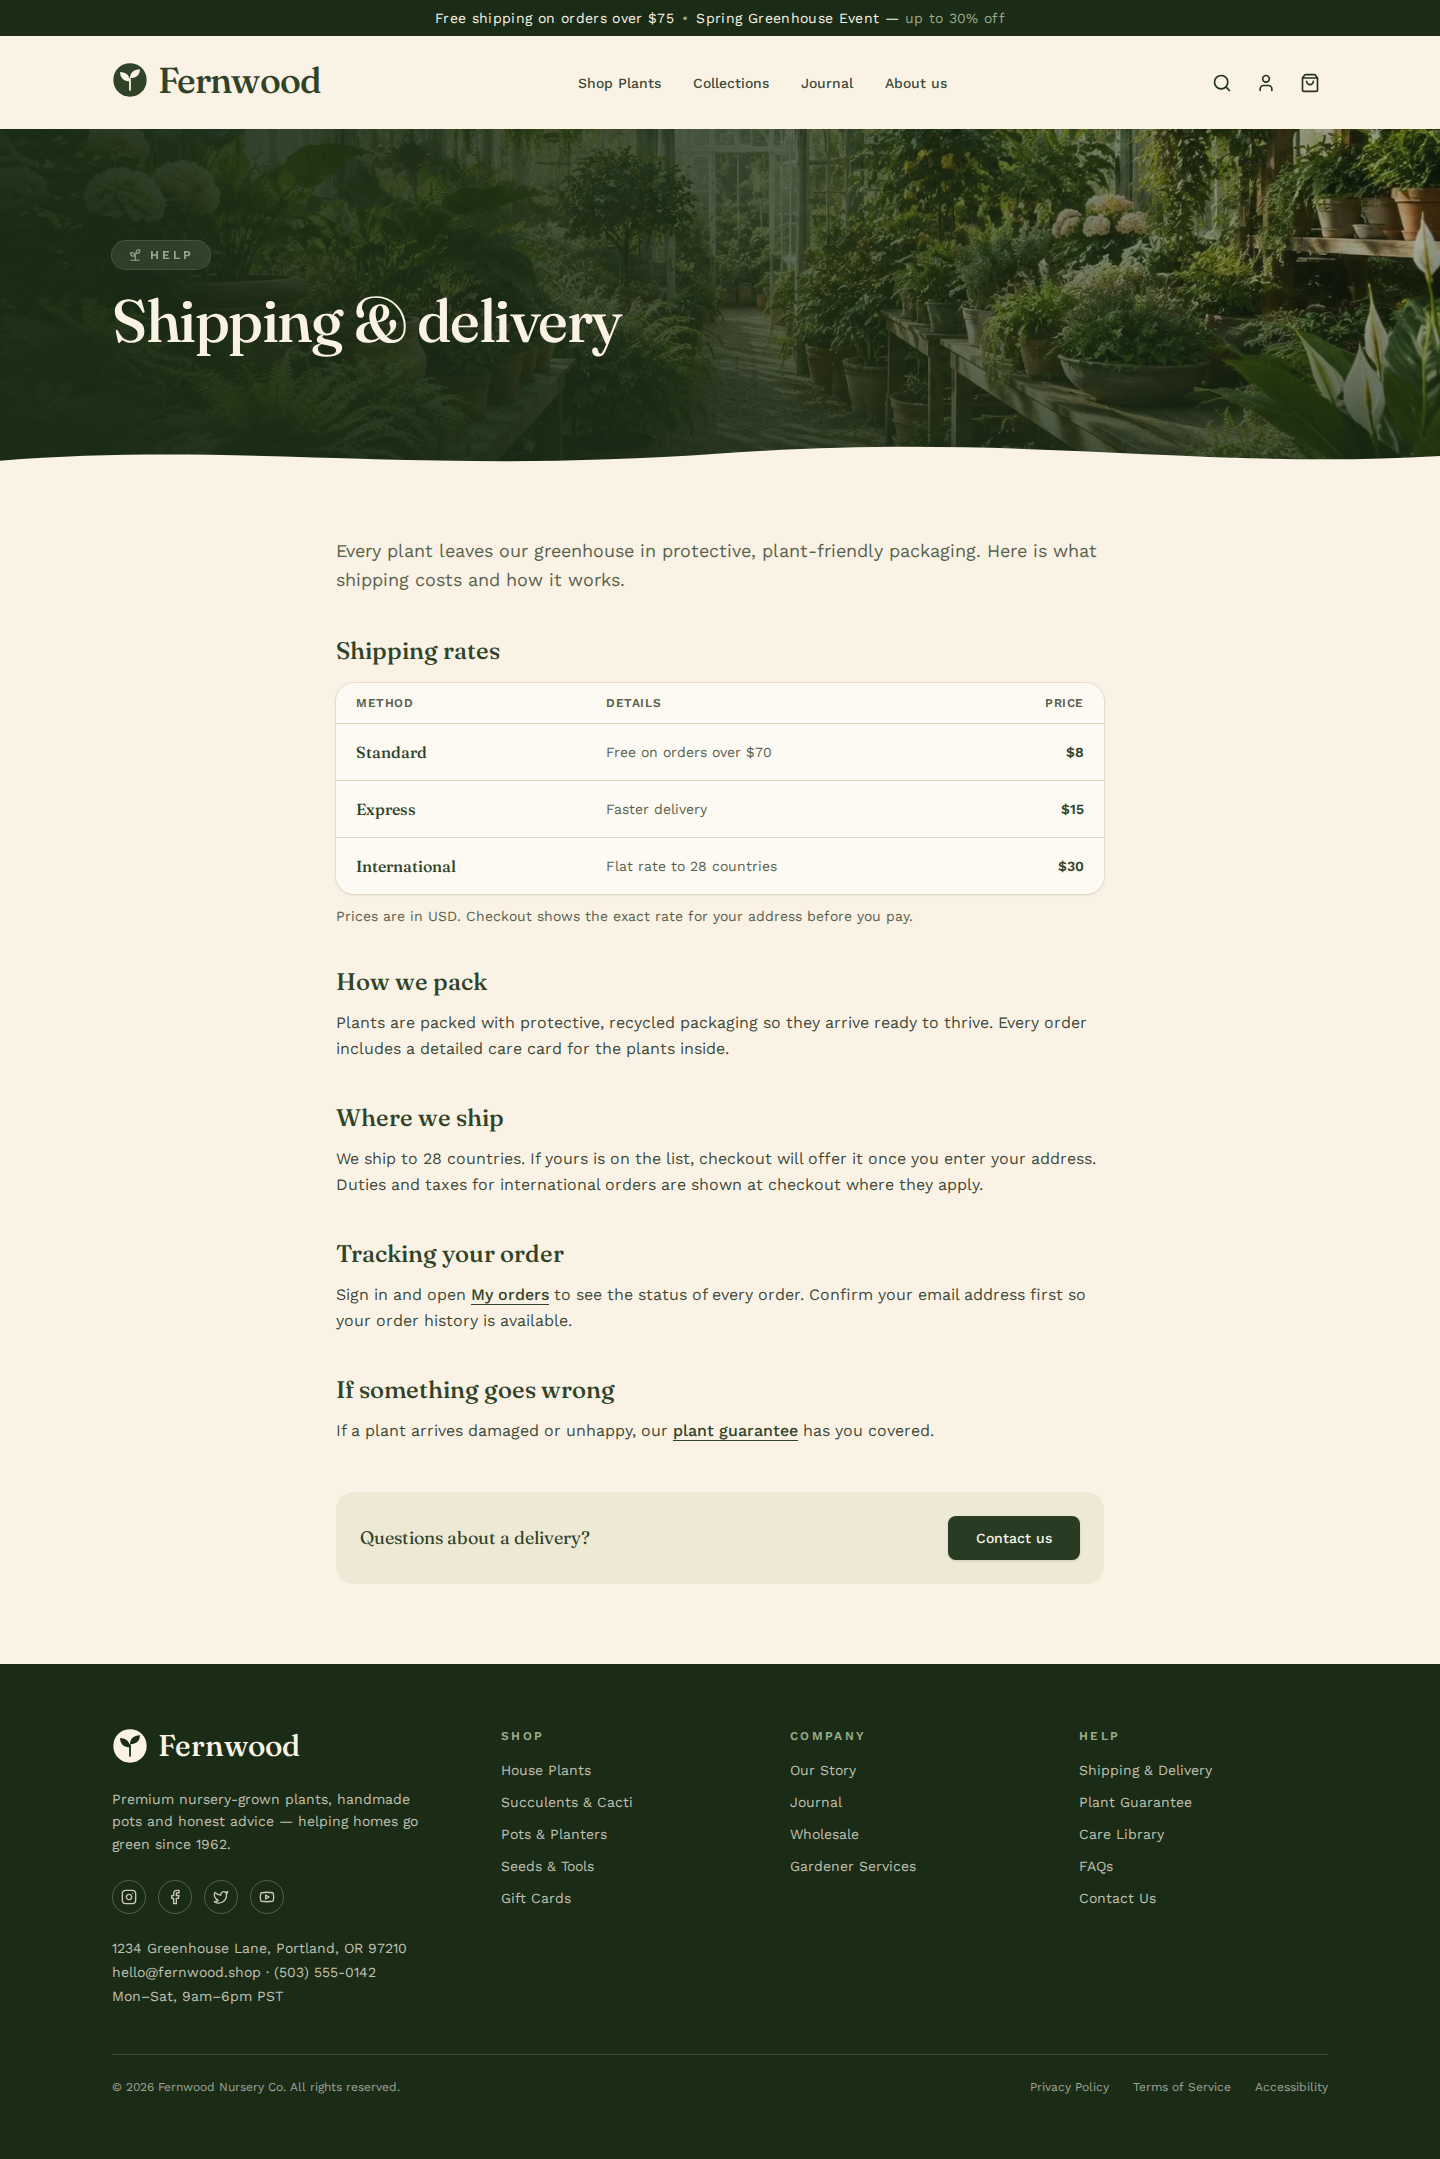 Free shipping on orders over $75 • Spring Greenhouse Event — up to 30% off
Fernwood
Shop Plants
Collections
Journal
About us
HELP
Shipping & delivery
Every plant leaves our greenhouse in protective, plant-friendly packaging. Here is what
shipping costs and how it works.
Shipping rates
METHOD DETAILS PRICE
Standard Free on orders over $70 $8
Express Faster delivery $15
International Flat rate to 28 countries $30
Prices are in USD. Checkout shows the exact rate for your address before you pay.
How we pack
Plants are packed with protective, recycled packaging so they arrive ready to thrive. Every order
includes a detailed care card for the plants inside.
Where we ship
We ship to 28 countries. If yours is on the list, checkout will offer it once you enter your address.
Duties and taxes for international orders are shown at checkout where they apply.
Tracking your order
Sign in and open My orders to see the status of every order. Confirm your email address first so
your order history is available.
If something goes wrong
If a plant arrives damaged or unhappy, our plant guarantee has you covered.
Questions about a delivery?
Contact us
Fernwood
Premium nursery-grown plants, handmade
pots and honest advice — helping homes go
green since 1962.
1234 Greenhouse Lane, Portland, OR 97210
hello@fernwood.shop · (503) 555-0142
Mon–Sat, 9am–6pm PST
SHOP
House Plants
Succulents & Cacti
Pots & Planters
Seeds & Tools
Gift Cards
COMPANY
Our Story
Journal
Wholesale
Gardener Services
HELP
Shipping & Delivery
Plant Guarantee
Care Library
FAQs
Contact Us
© 2026 Fernwood Nursery Co. All rights reserved.
Privacy Policy
Terms of Service
Accessibility